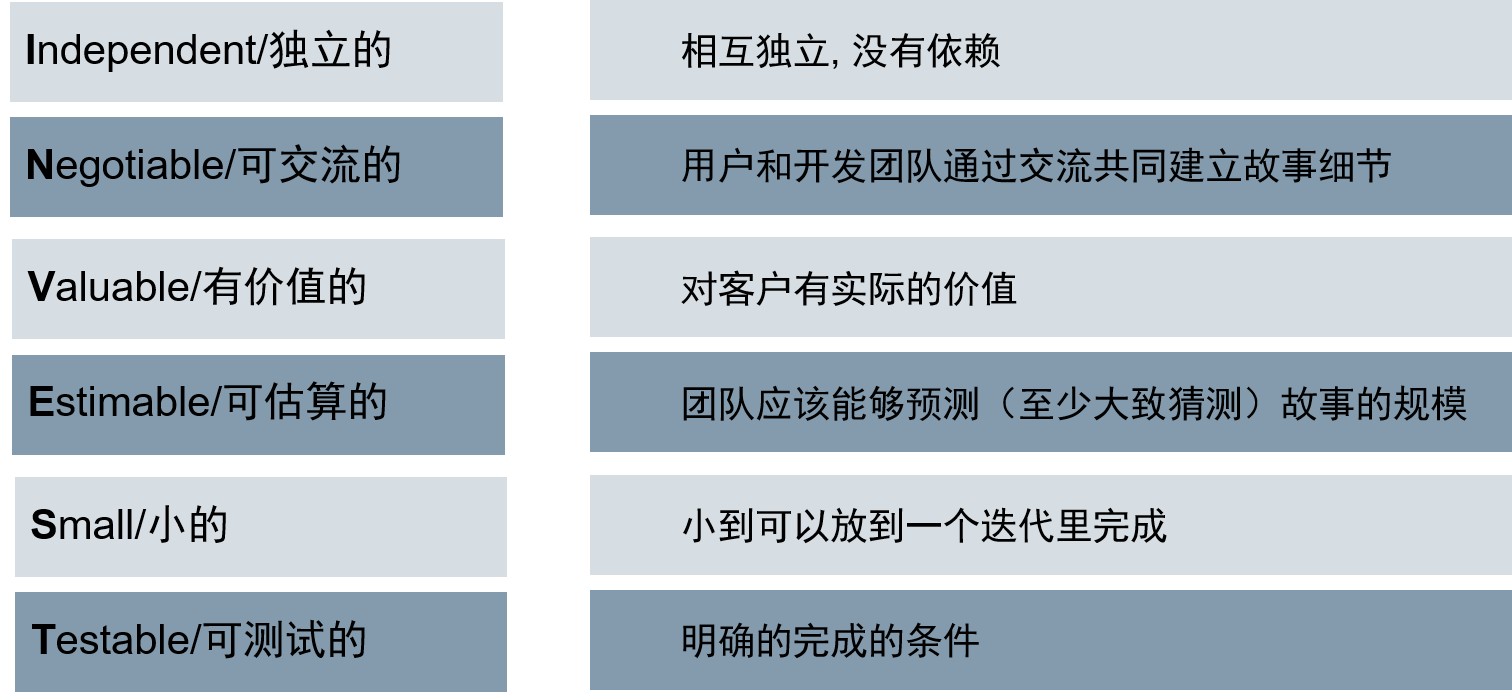 Independent/独立的
相互独立, 没有依赖
Negotiable/可交流的
用户和开发团队通过交流共同建立故事细节
Valuable/有价值的
对客户有实际的价值
Estimable/可估算的
团队应该能够预测（至少大致猜测）故事的规模
Small/小的
小到可以放到一个迭代里完成
Testable/可测试的
明确的完成的条件